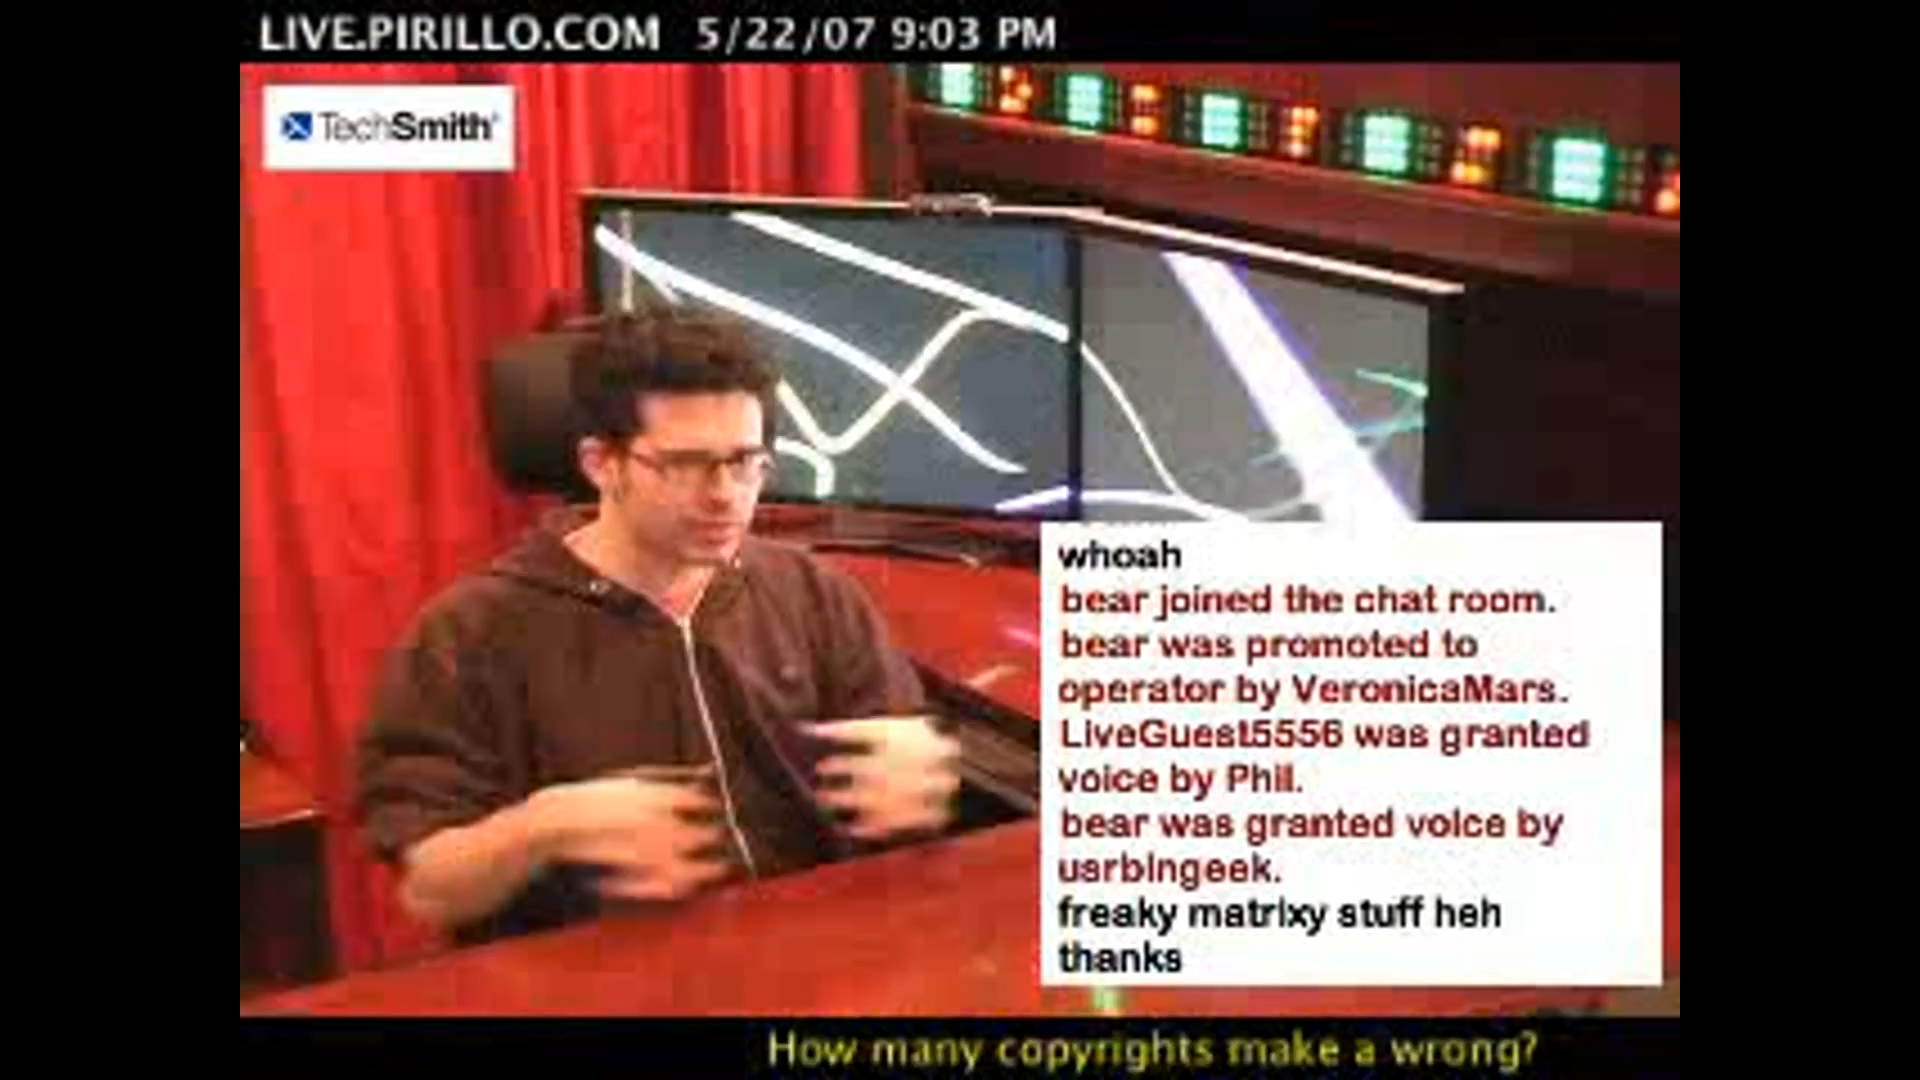 LIVE.PIRILLO.COM 5/22/07 9:03 PM
TechSmith
whoah
bear joined the chat room.
bear was promoted to
operator by VeronicaMars.
LiveGuest5556 was granted
voice by Phil.
bear was granted voice by
usrbingeek.
freaky matrixy stuff heh
thanks
How many copyrights make a wrong?